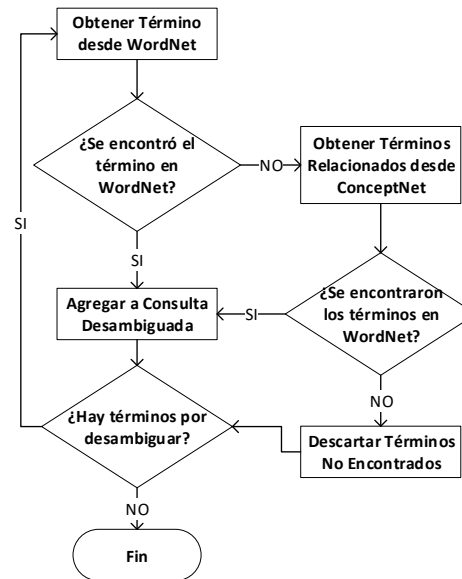 Obtener Término
desde WordNet
¿Se encontró el
término en
WordNet?
NO
Obtener Términos
Relacionados desde
ConceptNet
SI
SI
Agregar a Consulta
Desambiguada
SI
¿Se encontraron
los términos en
WordNet?
NO
¿Hay términos por
desambiguar?
Descartar Términos
No Encontrados
NO
Fin